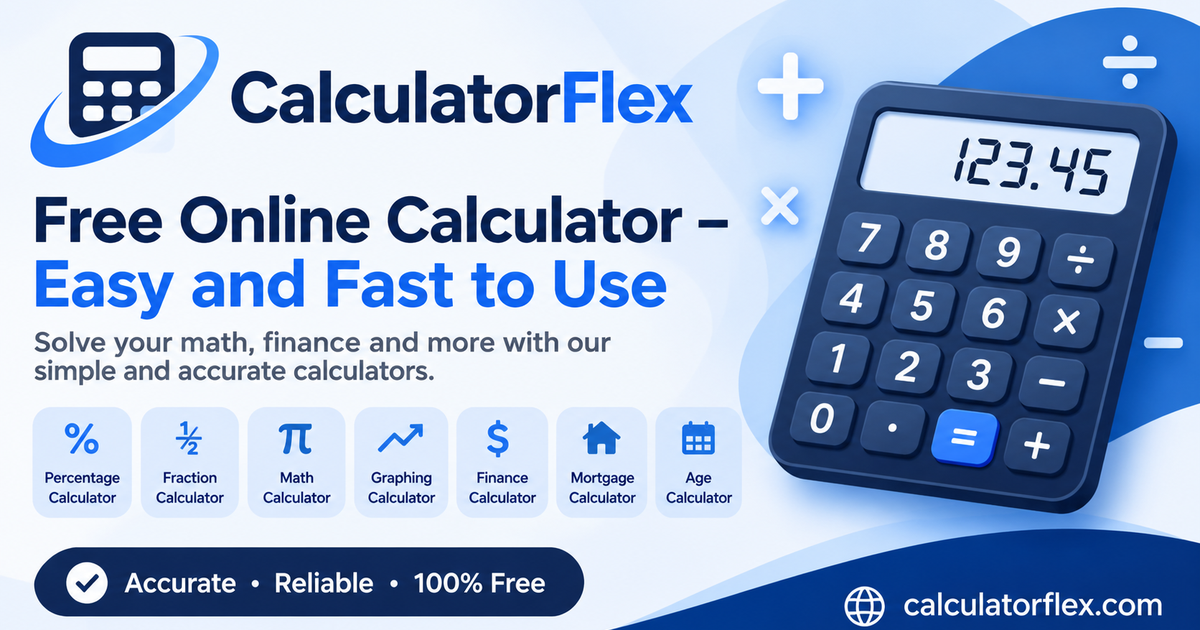 CalculatorFlex
Free Online Calculator –
Easy and Fast to Use
Solve your math, finance and more with our
simple and accurate calculators.
%
Percentage
Calculator
½
Fraction
Calculator
π
Math
Calculator
Graphing
Calculator
$
Finance
Calculator
Mortgage
Calculator
Age
Calculator
Accurate • Reliable • 100% Free
+
÷
×
−
123.45
7 8 9 ÷
4 5 6 ×
1 2 3 −
0 . = +
calculatorflex.com